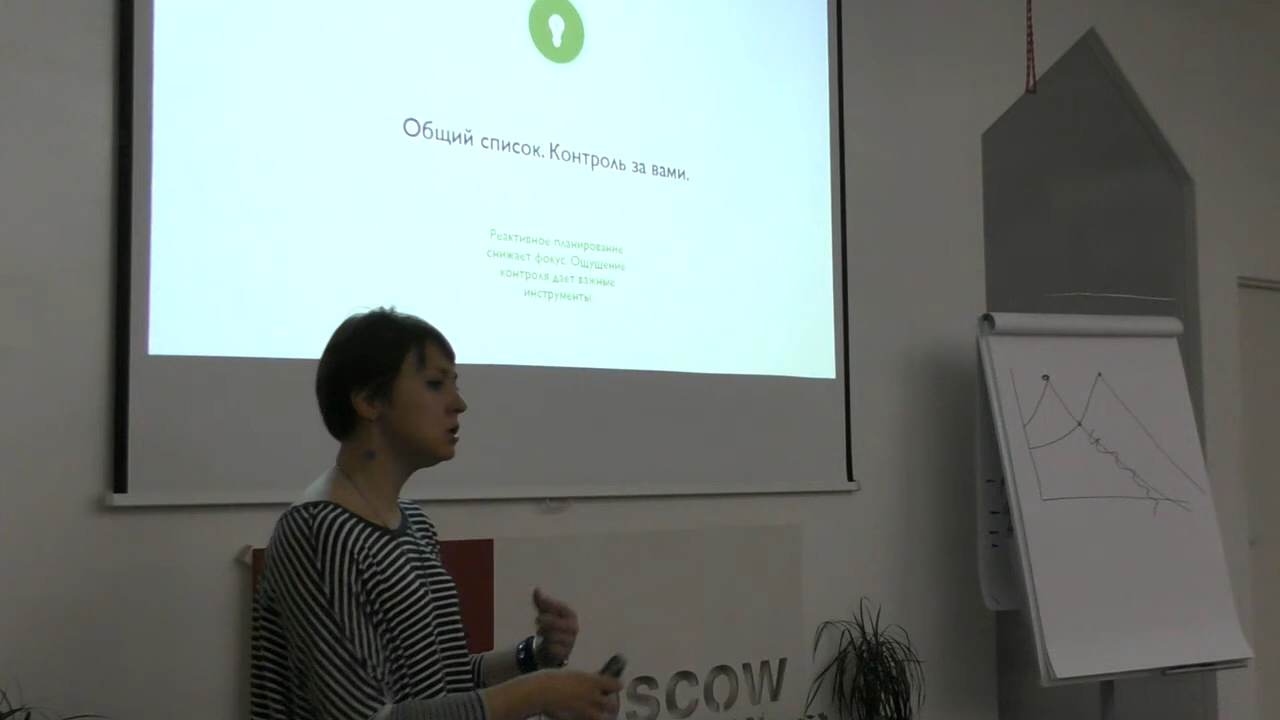 Общий список. Контроль за вами.
Реактивное планирование
снижает фокус. Ощущение
контроля дает важные
инструменты
SCOW